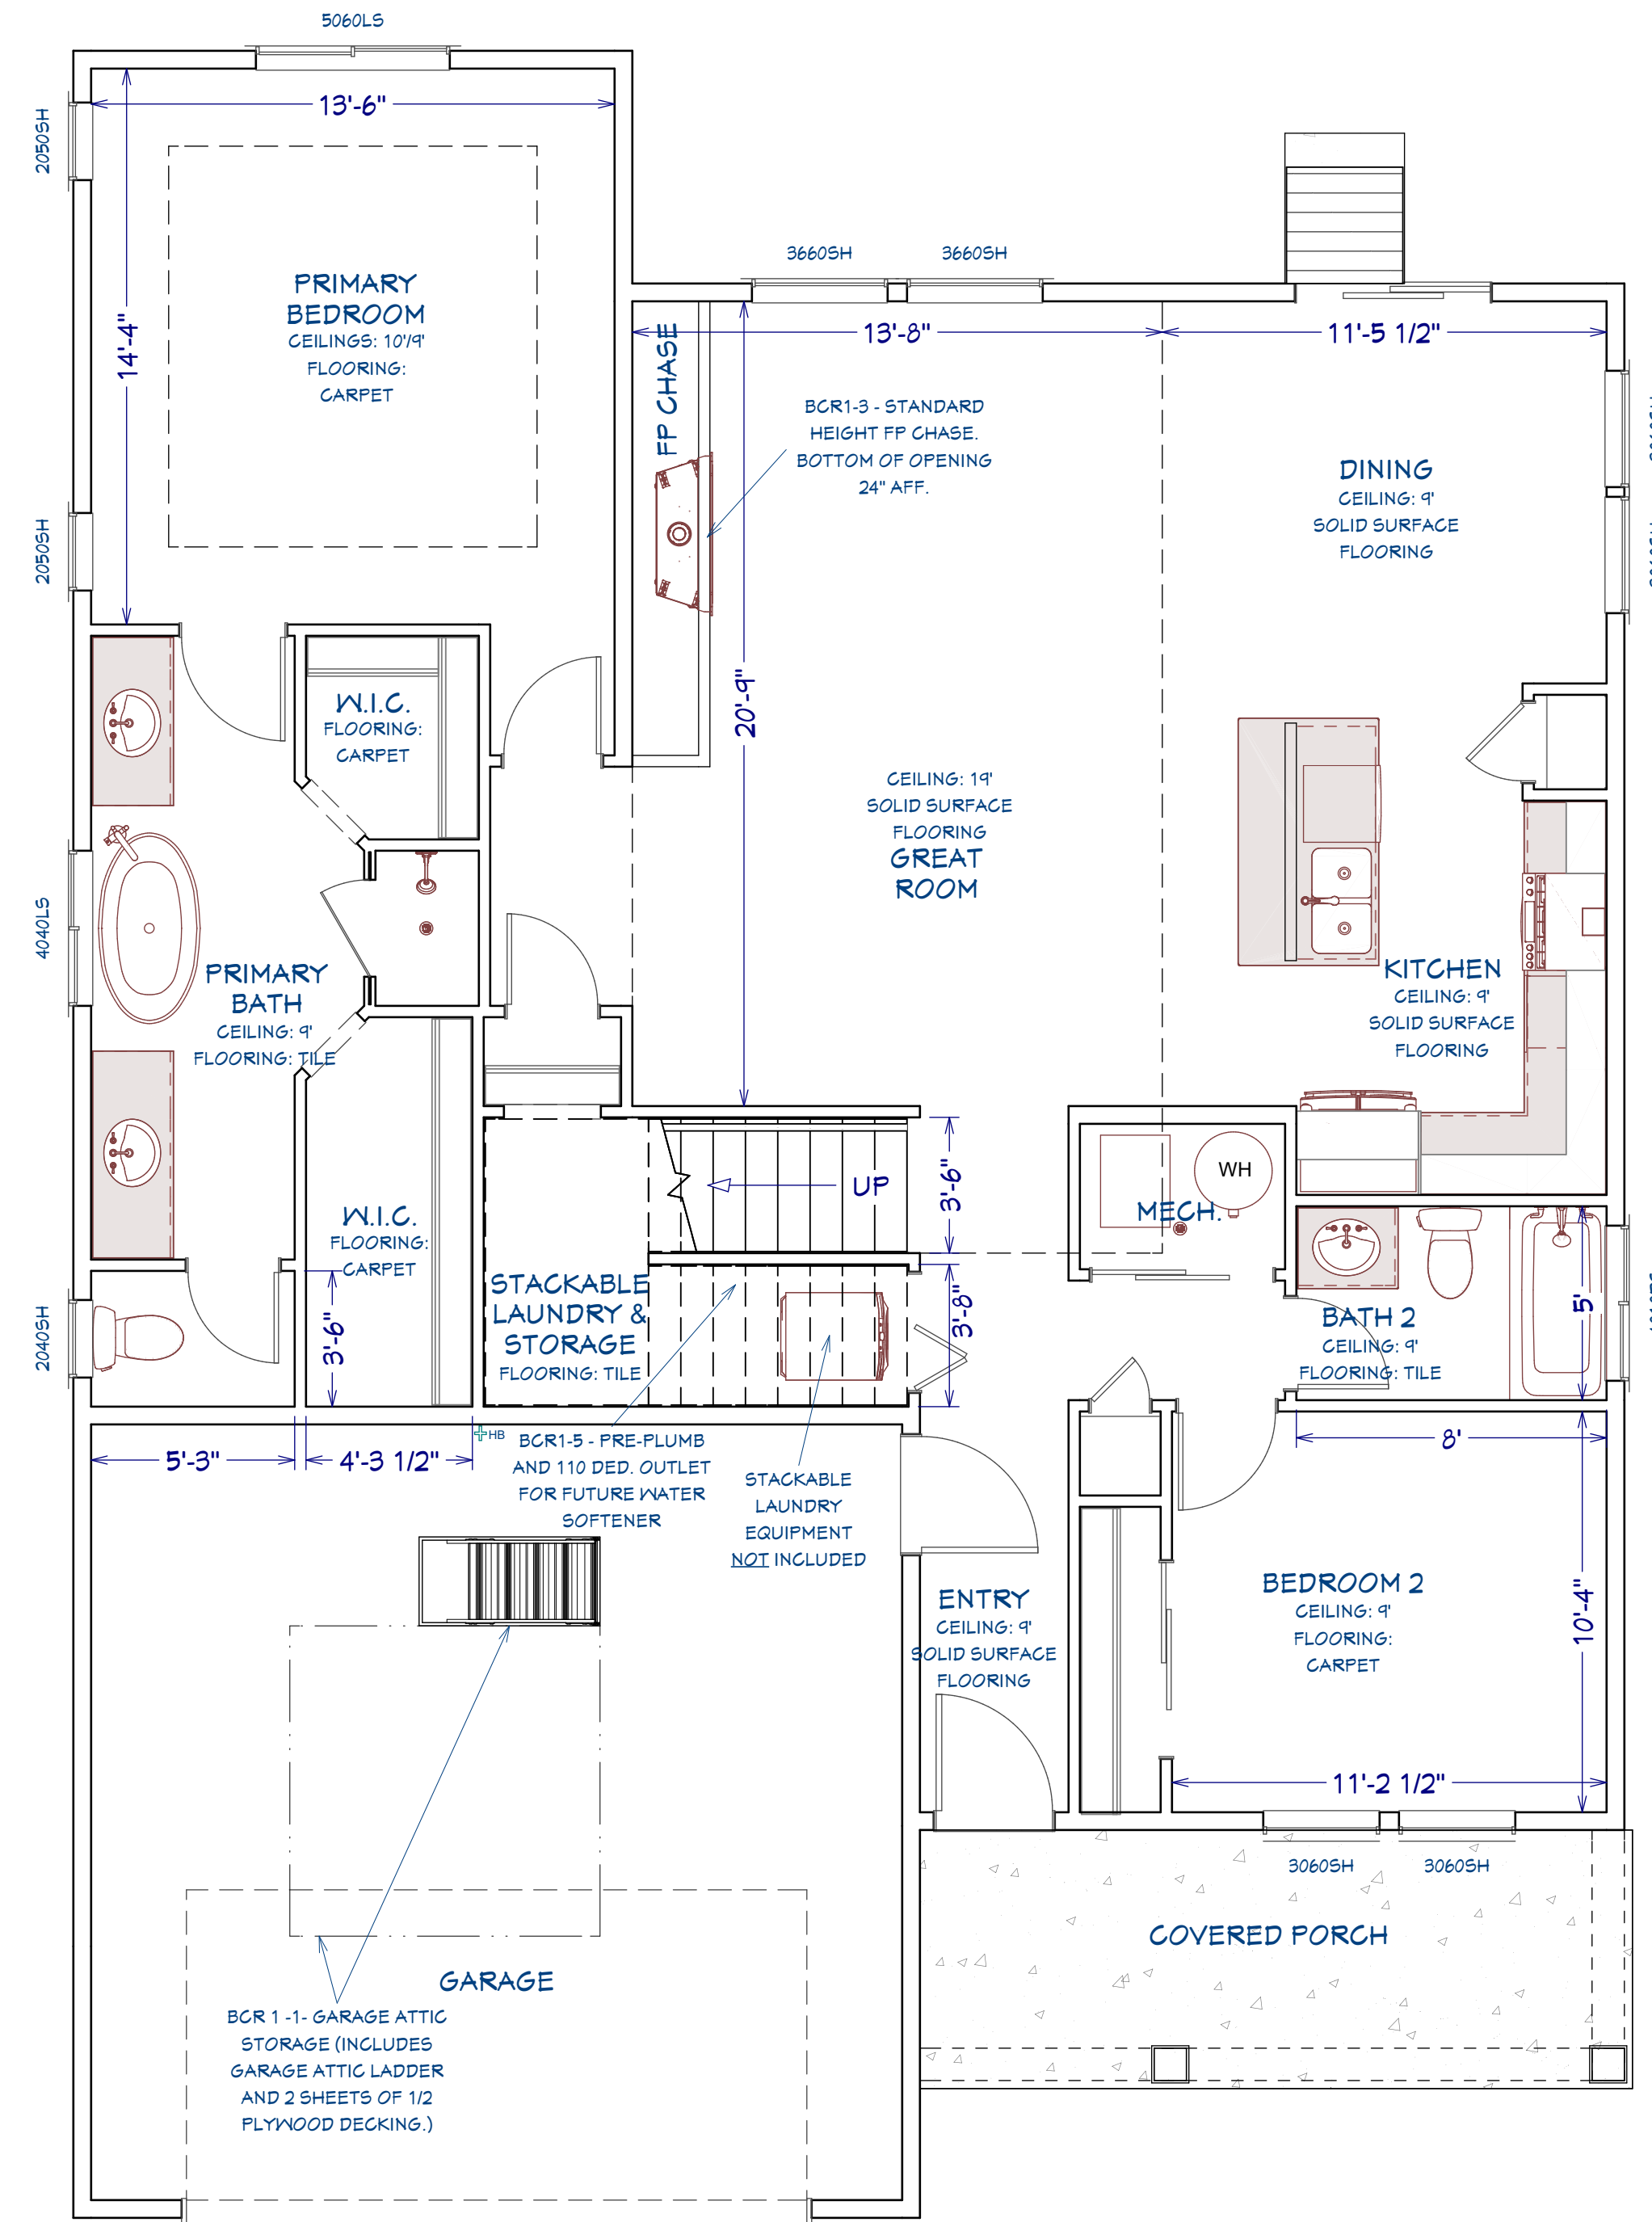 5060LS
2050SH
13'-6"
14'-4"
PRIMARY
BEDROOM
CEILINGS: 10'/9'
FLOORING:
CARPET
3660SH
3660SH
FP CHASE
13'-8"
11'-5 1/2"
BCR1-3 - STANDARD
HEIGHT FP CHASE.
BOTTOM OF OPENING
24" AFF.
DINING
CEILING: 9'
SOLID SURFACE
FLOORING
2050SH
W.I.C.
FLOORING:
CARPET
20'-9"
CEILING: 19'
SOLID SURFACE
FLOORING
GREAT
ROOM
4040LS
PRIMARY
BATH
CEILING: 9'
FLOORING: TILE
KITCHEN
CEILING: 9'
SOLID SURFACE
FLOORING
UP
3'-6"
WH
MECH.
W.I.C.
FLOORING:
CARPET
STACKABLE
LAUNDRY &
STORAGE
FLOORING: TILE
3'-8"
BATH 2
CEILING: 9'
FLOORING: TILE
5'
2040SH
3'-6"
5'-3"
4'-3 1/2"
HB
BCR1-5 - PRE-PLUMB
AND 110 DED. OUTLET
FOR FUTURE WATER
SOFTENER
STACKABLE
LAUNDRY
EQUIPMENT
NOT INCLUDED
8'
ENTRY
CEILING: 9'
SOLID SURFACE
FLOORING
BEDROOM 2
CEILING: 9'
FLOORING:
CARPET
10'-4"
11'-2 1/2"
3060SH
3060SH
COVERED PORCH
GARAGE
BCR 1 -1- GARAGE ATTIC
STORAGE (INCLUDES
GARAGE ATTIC LADDER
AND 2 SHEETS OF 1/2
PLYWOOD DECKING.)